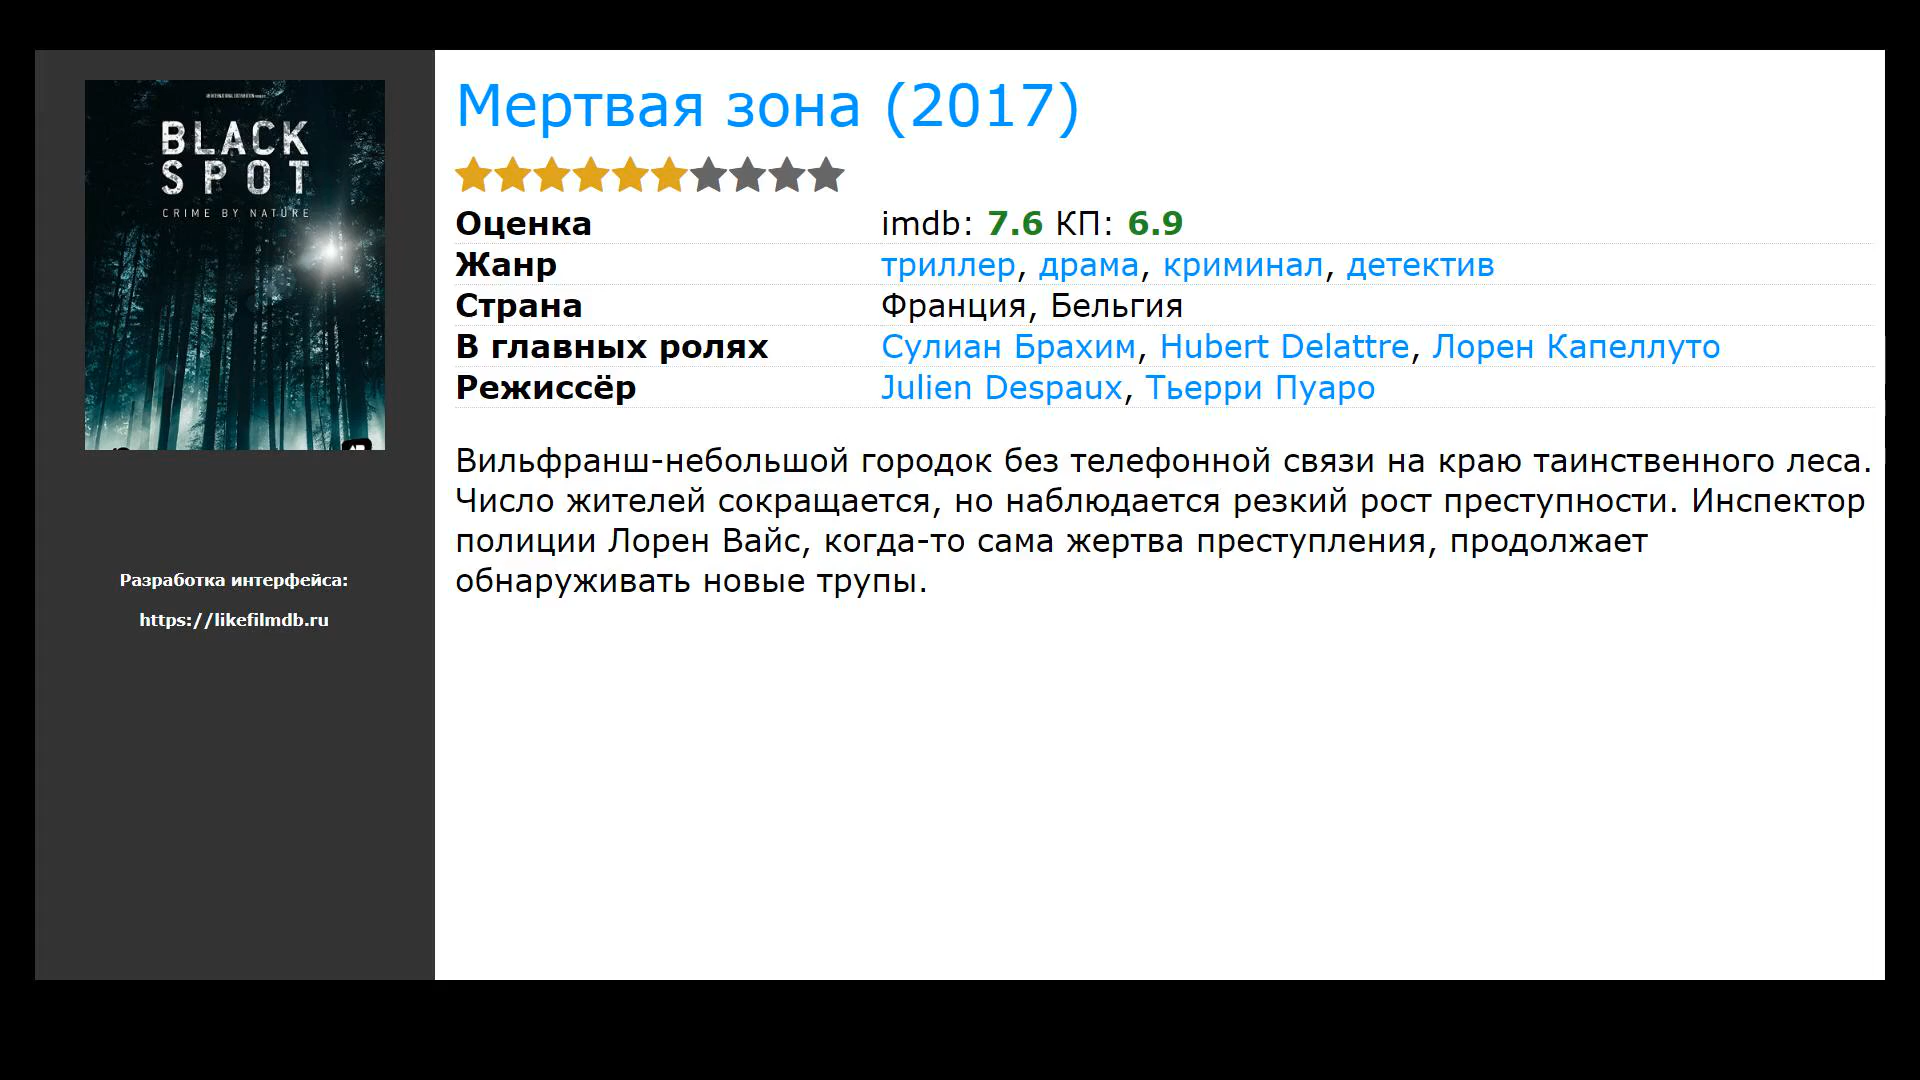 BLACK
SPOT
CRIME BY NATURE
Разработка интерфейса:
https://likefilmdb.ru
Мертвая зона (2017)
Оценка imdb: 7.6 КП: 6.9
Жанр триллер, драма, криминал, детектив
Страна Франция, Бельгия
В главных ролях Сулиан Брахим, Hubert Delattre, Лорен Капеллуто
Режиссёр Julien Despaux, Тьерри Пуаро
Вильфранш-небольшой городок без телефонной связи на краю таинственного леса.
Число жителей сокращается, но наблюдается резкий рост преступности. Инспектор
полиции Лорен Вайс, когда-то сама жертва преступления, продолжает
обнаруживать новые трупы.